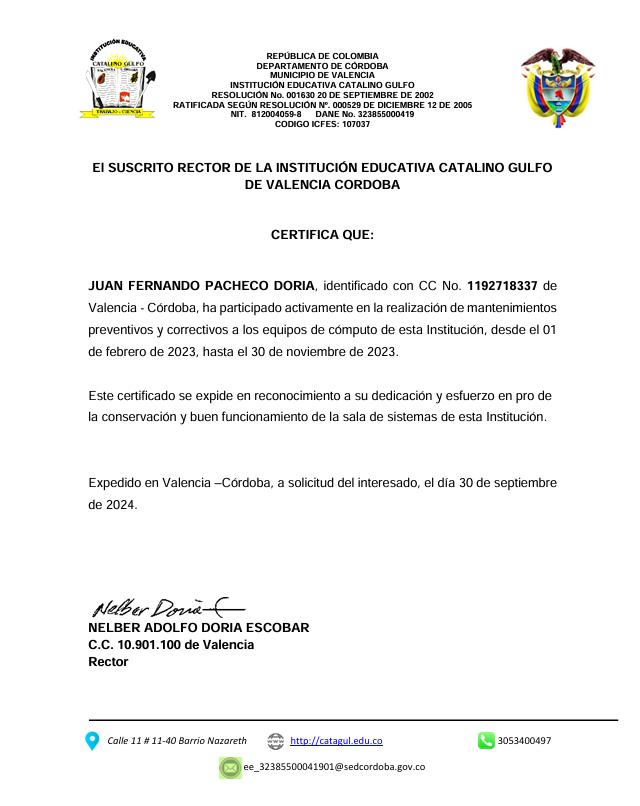 INSTITUCIÓN EDUCATIVA
CATALINO GULFO
TRABAJO - CIENCIA
REPÚBLICA DE COLOMBIA
DEPARTAMENTO DE CÓRDOBA
MUNICIPIO DE VALENCIA
INSTITUCIÓN EDUCATIVA CATALINO GULFO
RESOLUCIÓN No. 001630 20 DE SEPTIEMBRE DE 2002
RATIFICADA SEGÚN RESOLUCIÓN Nº. 000529 DE DICIEMBRE 12 DE 2005
NIT. 812004059-8 DANE No. 323855000419
CODIGO ICFES: 107037
El SUSCRITO RECTOR DE LA INSTITUCIÓN EDUCATIVA CATALINO GULFO
DE VALENCIA CORDOBA
CERTIFICA QUE:
JUAN FERNANDO PACHECO DORIA, identificado con CC No. 1192718337 de
Valencia - Córdoba, ha participado activamente en la realización de mantenimientos
preventivos y correctivos a los equipos de cómputo de esta Institución, desde el 01
de febrero de 2023, hasta el 30 de noviembre de 2023.
Este certificado se expide en reconocimiento a su dedicación y esfuerzo en pro de
la conservación y buen funcionamiento de la sala de sistemas de esta Institución.
Expedido en Valencia –Córdoba, a solicitud del interesado, el día 30 de septiembre
de 2024.
Nelber Doria
NELBER ADOLFO DORIA ESCOBAR
C.C. 10.901.100 de Valencia
Rector
Calle 11 # 11-40 Barrio Nazareth http://catagul.edu.co 3053400497
ee_32385500041901@sedcordoba.gov.co